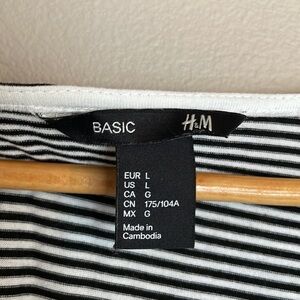 BASIC H&M
EUR L
US L
CA G
CN 175/104A
MX G
Made in
Cambodia